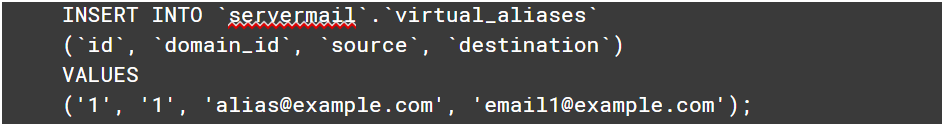 INSERT INTO `servermail`.`virtual_aliases`
(`id`, `domain_id`, `source`, `destination`)
VALUES
('1', '1', 'alias@example.com', 'email1@example.com');